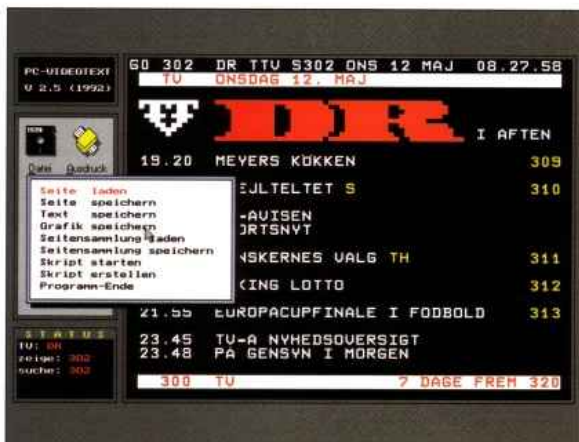 PC-VIDEOTEXT
V 2.5 (1992)
Datei Ausdruck
Seite laden
Seite speichern
Text speichern
Grafik speichern
Seitensammlung laden
Seitensammlung speichern
Skript starten
Skript erstellen
Programm-Ende
STATUS
TV: DR
zeige: 302
suche: 302
GO 302 DR TTV S302 ONS 12 MAJ 08.27.58
TV ONSDAG 12. MAJ
TTV DR I AFTEN
19.20 MEYERS KÖKKEN 309
EJLTELTET S 310
-AVISEN
ORTSNYT
NSKERNES VALG TH 311
KING LOTTO 312
21.55 EUROPACUPFINALE I FODBOLD 313
23.45 TV-A NYHEDSOVERSIGT
23.48 PA GENSYN I MORGEN
300 TV 7 DAGE FREM 320